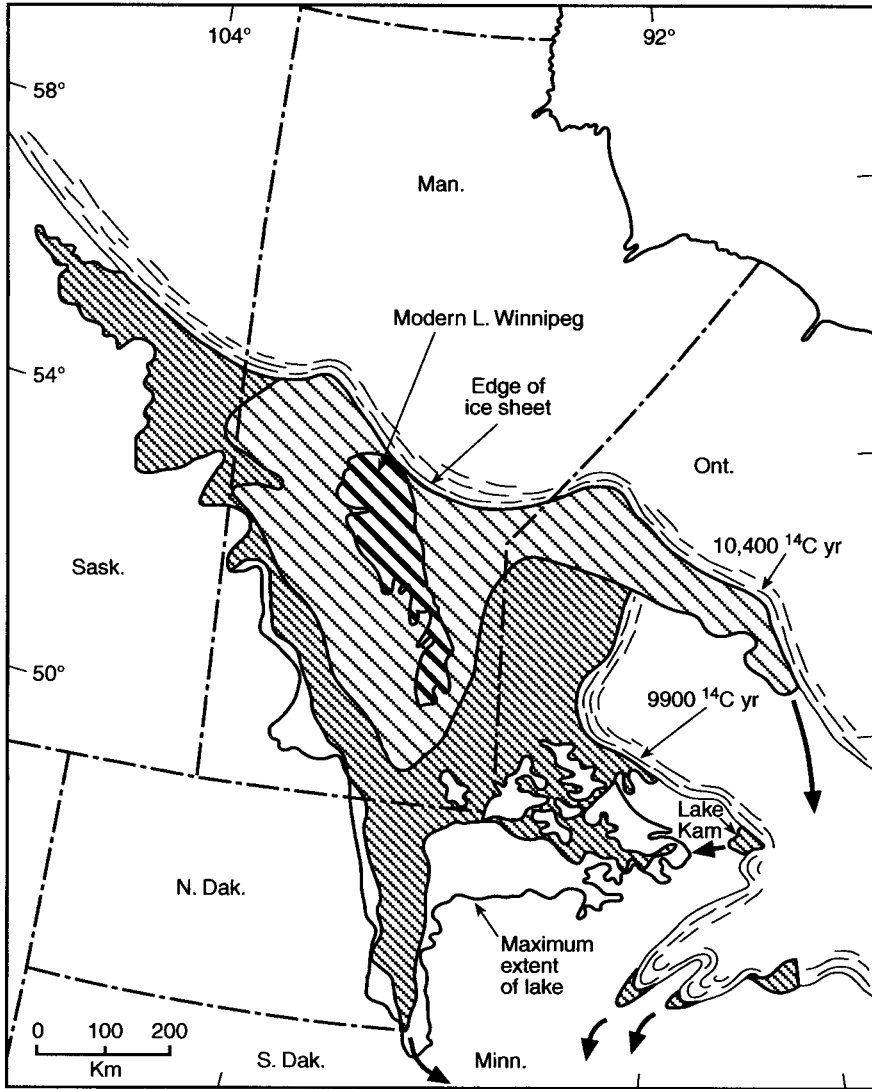 104°
92°
58°
Man.
Modern L. Winnipeg
54°
Edge of
ice sheet
Ont.
10,400 ¹⁴C yr
Sask.
50°
9900 ¹⁴C yr
Lake
Kam
N. Dak.
Maximum
extent
of lake
0 100 200
Km
S. Dak.
Minn.